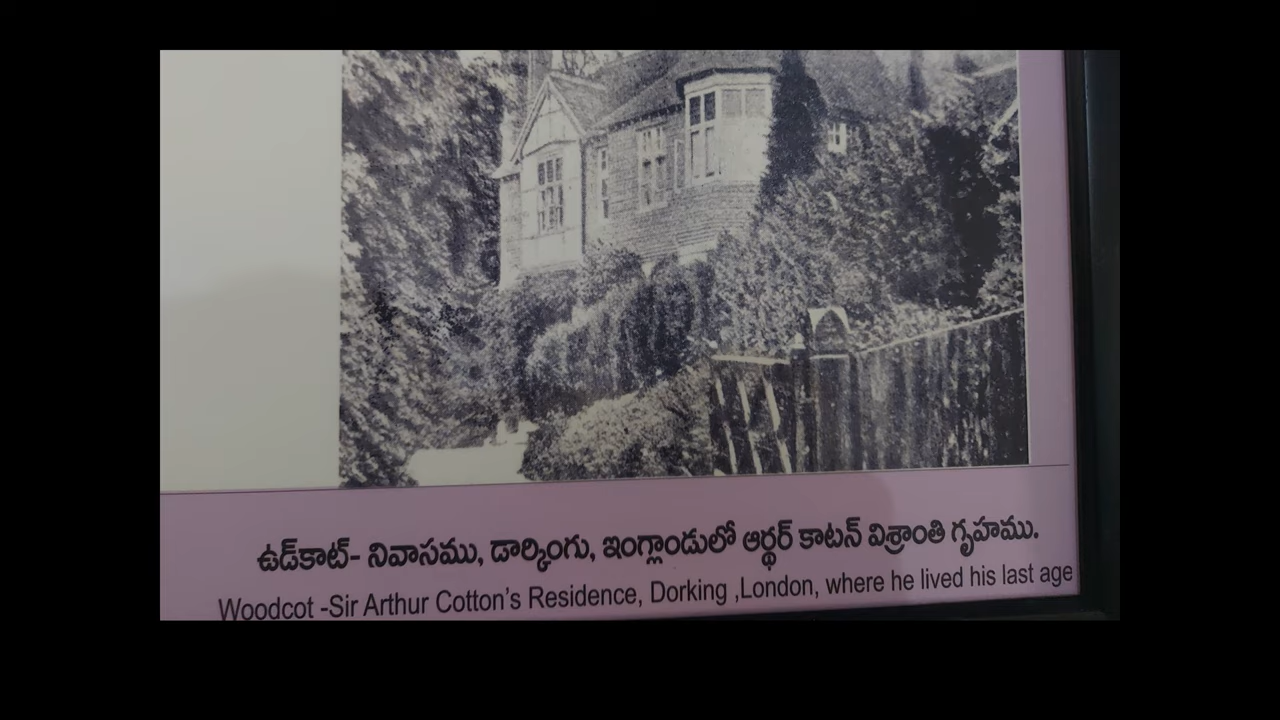 ఉడ్‌కాట్- నివాసము, డార్కింగు, ఇంగ్లాండులో ఆర్థర్ కాటన్ విశ్రాంతి గృహము.
Woodcot -Sir Arthur Cotton's Residence, Dorking ,London, where he lived his last age